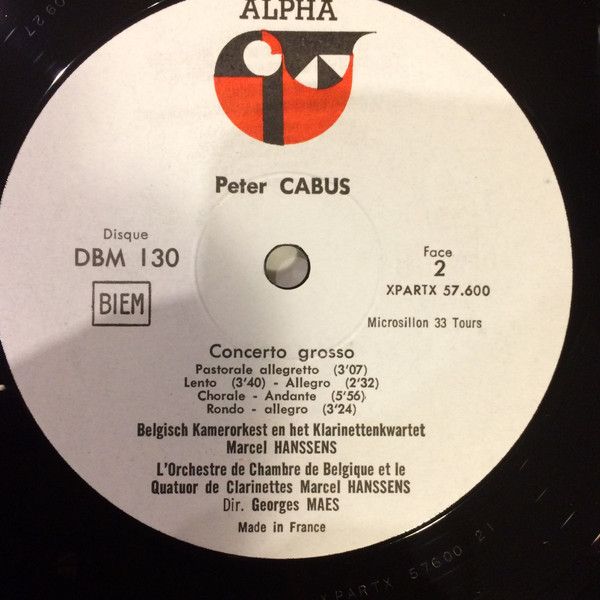 ALPHA
Peter CABUS
Disque
DBM 130
BIEM
Face
2
XPARTX 57.600
Microsillon 33 Tours
Concerto grosso
Pastorale allegretto (3'07)
Lento (3'40) - Allegro (2'32)
Chorale - Andante (5'56)
Rondo - allegro (3'24)
Belgisch Kamerorkest en het Klarinettenkwartet
Marcel HANSSENS
L'Orchestre de Chambre de Belgique et le
Quatuor de Clarinettes Marcel HANSSENS
Dir. Georges MAES
Made in France
XPARTX 57600 21